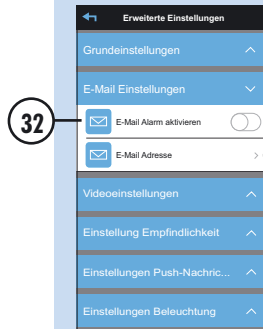 Erweiterte Einstellungen
Grundeinstellungen
E-Mail Einstellungen
32
E-Mail Alarm aktivieren
E-Mail Adresse
Videoeinstellungen
Einstellung Empfindlichkeit
Einstellungen Push-Nachric...
Einstellungen Beleuchtung